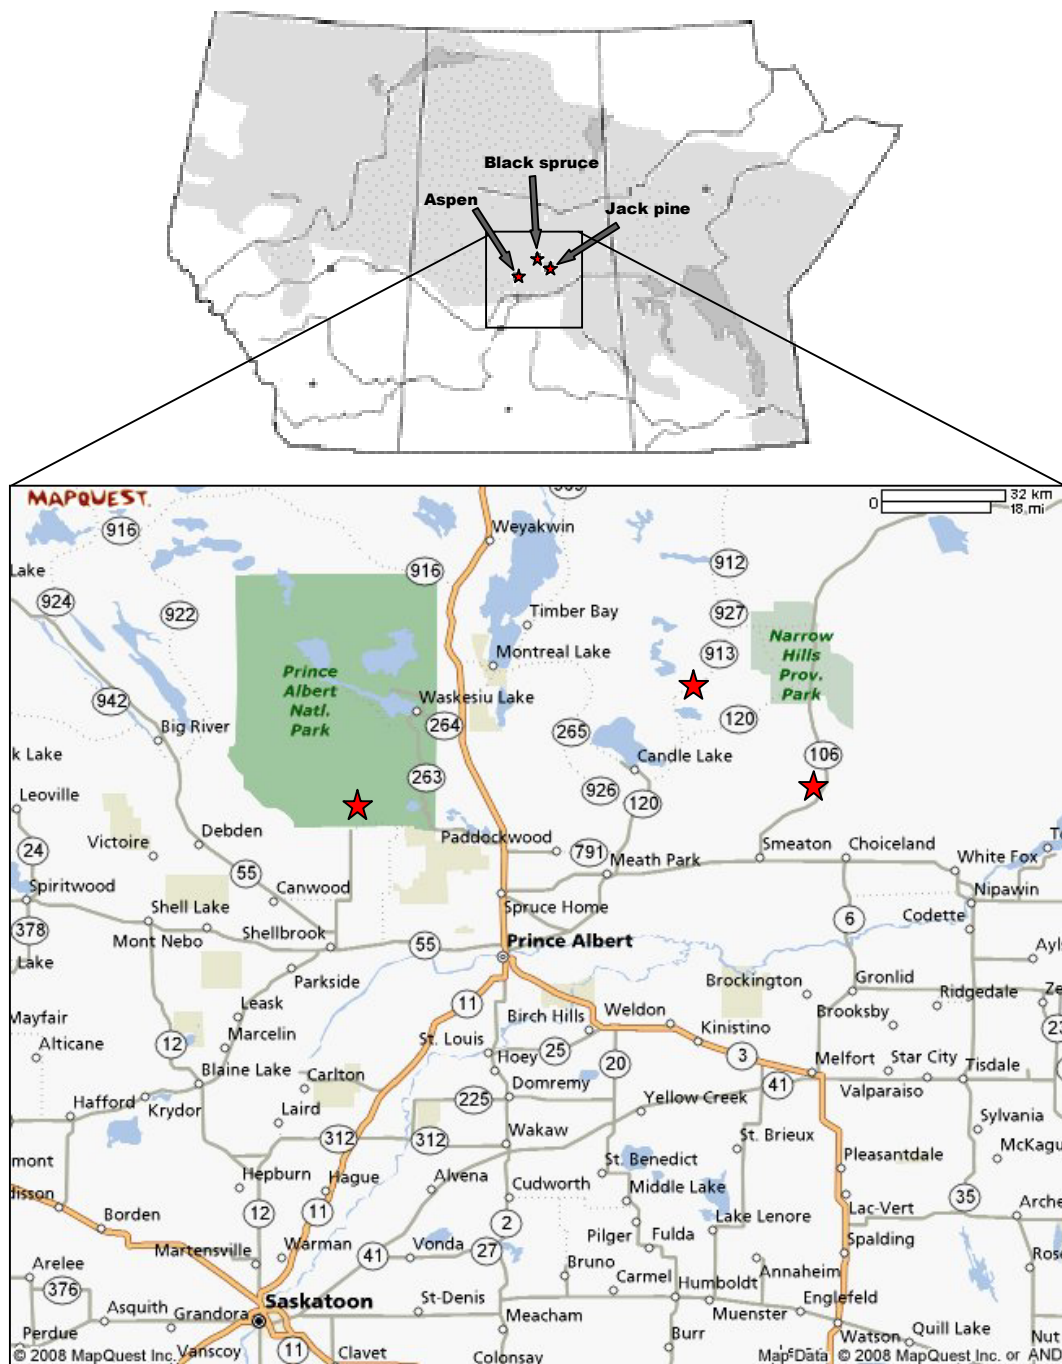 Black spruce
Aspen
Jack pine
MAPQUEST.
0
32 km
18 mi
916
Weyakwin
Lake
924
922
916
912
927
913
Timber Bay
Montreal Lake
Narrow
Hills
Prov.
Park
Prince
Albert
Natl.
Park
Waskesiu Lake
942
Big River
264
265
120
k Lake
Candle Lake
106
263
926
120
Leoville
Debden
Victoire
Paddockwood
791
Meath Park
Smeaton
Choiceland
White Fox
24
55
Canwood
Spiritwood
Shell Lake
Spruce Home
Nipawin
Codette
6
378
Mont Nebo
Shellbrook
55
Prince Albert
Lake
Parkside
Brockington
Gronlid
Ridgedale
Leask
11
Weldon
Birch Hills
Brooksby
Mayfair
Marcelin
St. Louis
Kinistino
Alticane
12
Hoey
25
20
3
Melfort
Star City
Tisdale
Blaine Lake
Carlton
Domremy
41
Valparaiso
Hafford
Krydor
Laird
225
Yellow Creek
Sylvania
312
312
Wakaw
St. Brieux
McKagu
mont
Hepburn
Hague
Alvena
St. Benedict
Pleasantdale
disson
Cudworth
Middle Lake
35
Borden
12
11
2
Pilger
Fulda
Lake Lenore
Lac-Vert
Arche
Martensville
Warman
41
Vonda
27
Spalding
Arelee
Bruno
Annaheim
376
Carmel
Humboldt
Asquith
Grandora
Saskatoon
St-Denis
Meacham
Muenster
Englefeld
Perdue
Vanscoy
11
Clavet
Colonsay
Burr
Watson
Quill Lake
Nut
© 2008 MapQuest Inc.
Map Data © 2008 MapQuest Inc. or AND